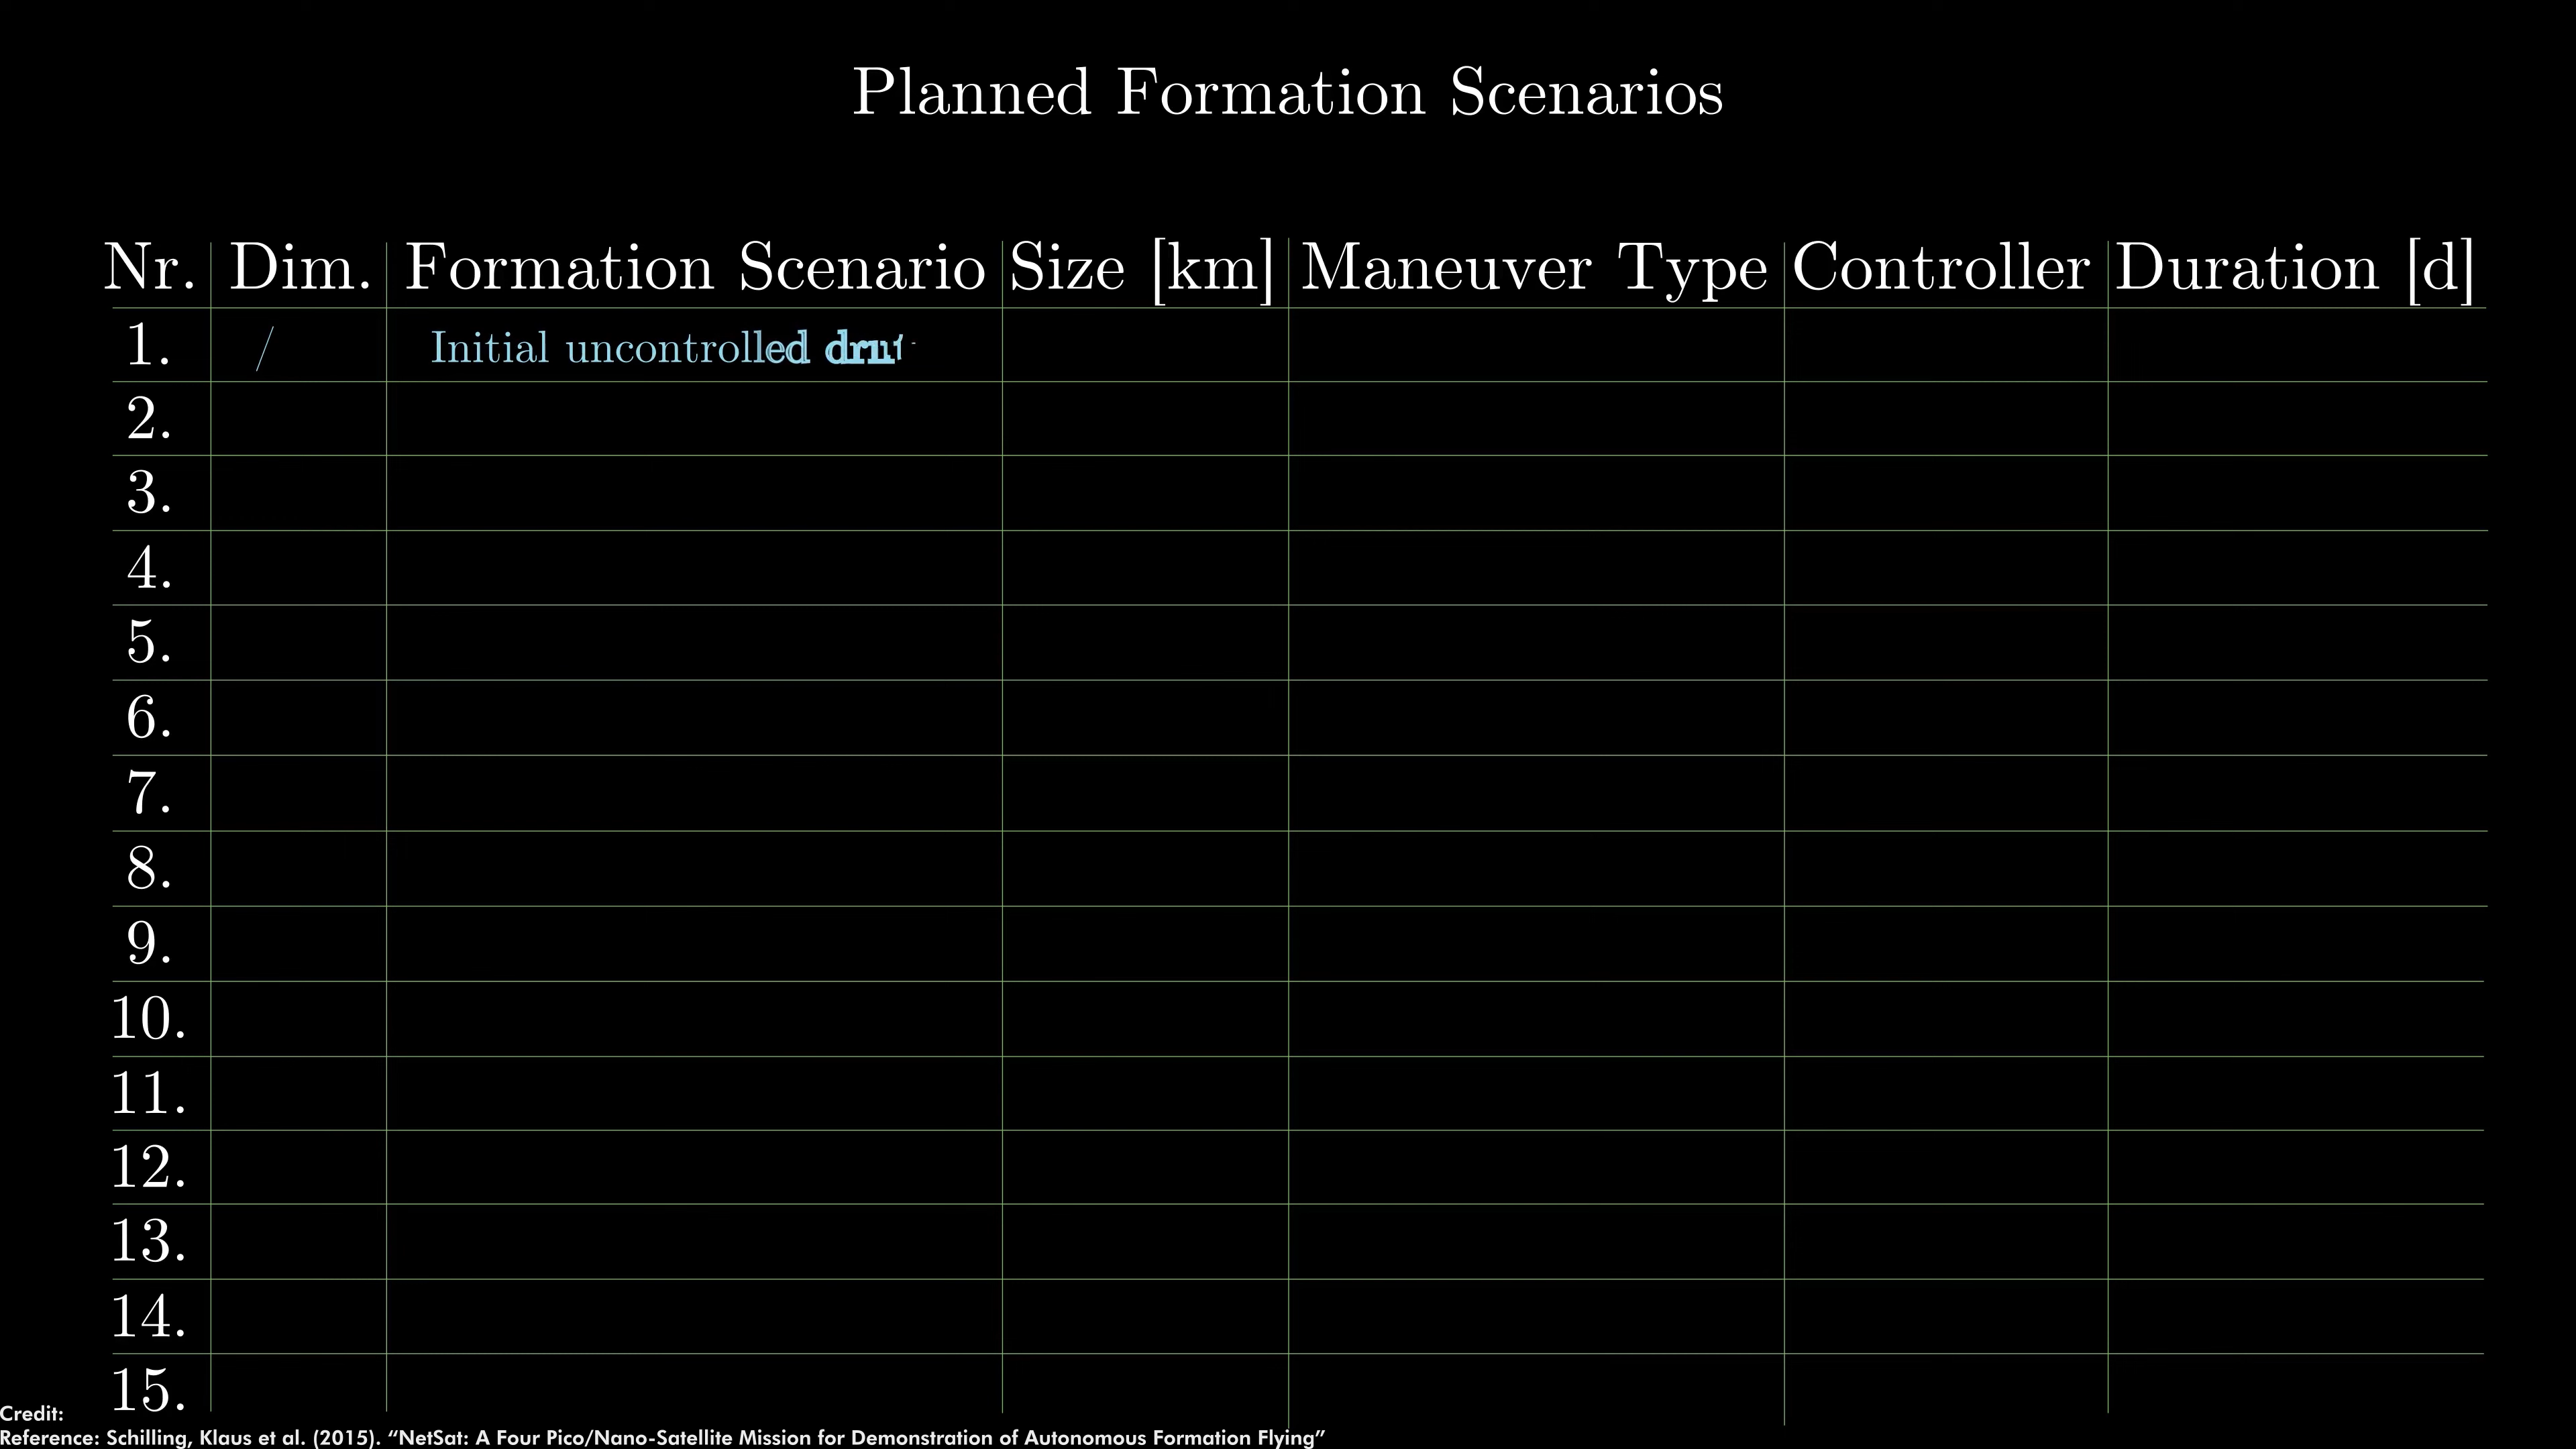 Planned Formation Scenarios
Nr. Dim. Formation Scenario Size [km] Maneuver Type Controller Duration [d]
1. / Initial uncontrolled
2.
3.
4.
5.
6.
7.
8.
9.
10.
11.
12.
13.
14.
15.
Credit:
Reference: Schilling, Klaus et al. (2015). “NetSat: A Four Pico/Nano-Satellite Mission for Demonstration of Autonomous Formation Flying”